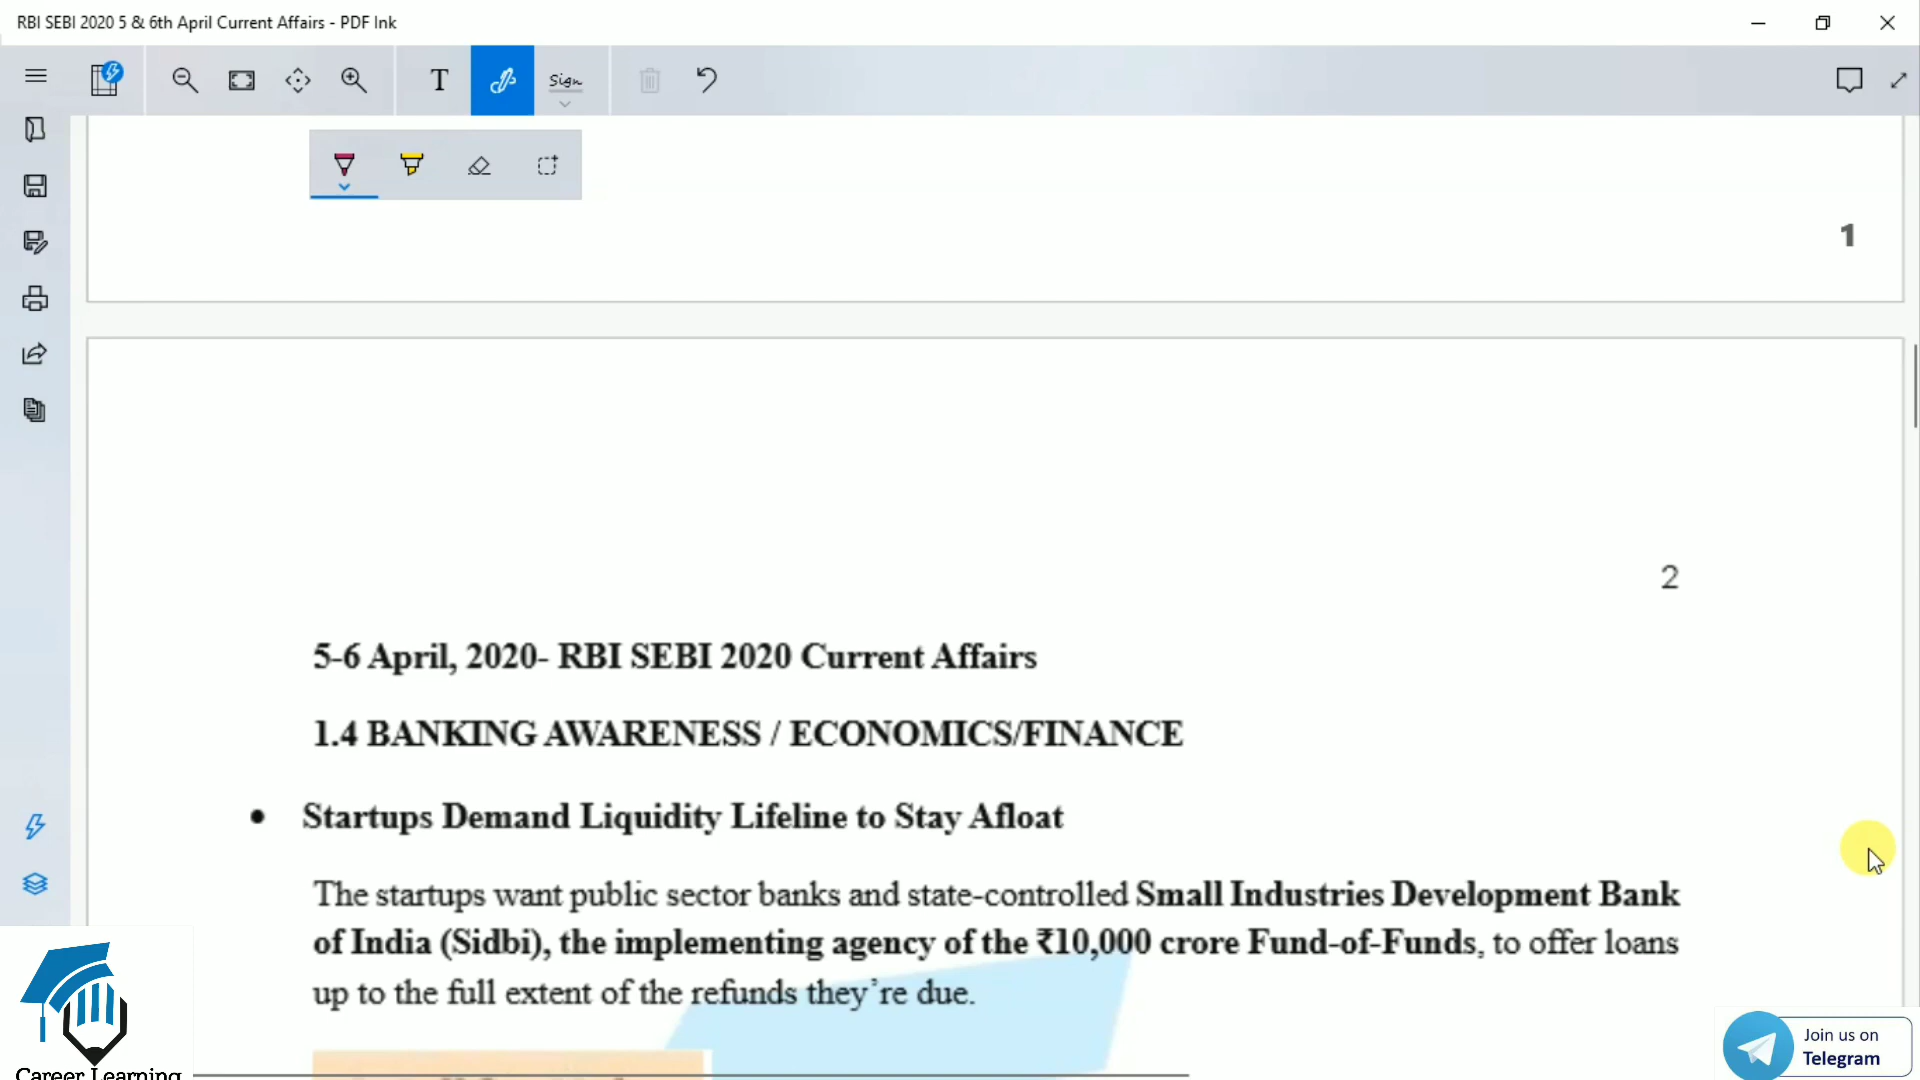 RBI SEBI 2020 5 & 6th April Current Affairs - PDF Ink
T
Sign
1
2
5-6 April, 2020- RBI SEBI 2020 Current Affairs
1.4 BANKING AWARENESS / ECONOMICS/FINANCE
• Startups Demand Liquidity Lifeline to Stay Afloat
The startups want public sector banks and state-controlled Small Industries Development Bank
of India (Sidbi), the implementing agency of the ₹10,000 crore Fund-of-Funds, to offer loans
up to the full extent of the refunds they're due.
Career Learning
Join us on
Telegram